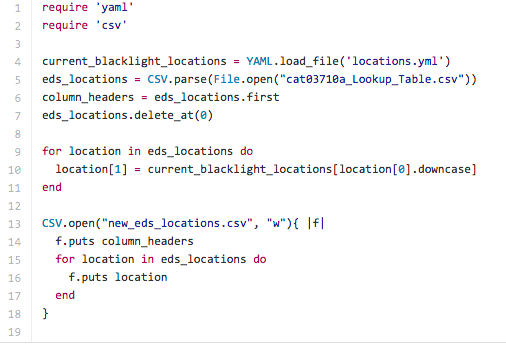 1 require 'yaml'
2 require 'csv'
3
4 current_blacklight_locations = YAML.load_file('locations.yml')
5 eds_locations = CSV.parse(File.open("cat03710a_Lookup_Table.csv"))
6 column_headers = eds_locations.first
7 eds_locations.delete_at(0)
8
9 for location in eds_locations do
10   location[1] = current_blacklight_locations[location[0].downcase]
11 end
12
13 CSV.open("new_eds_locations.csv", "w"){ |f|
14   f.puts column_headers
15   for location in eds_locations do
16     f.puts location
17   end
18 }
19